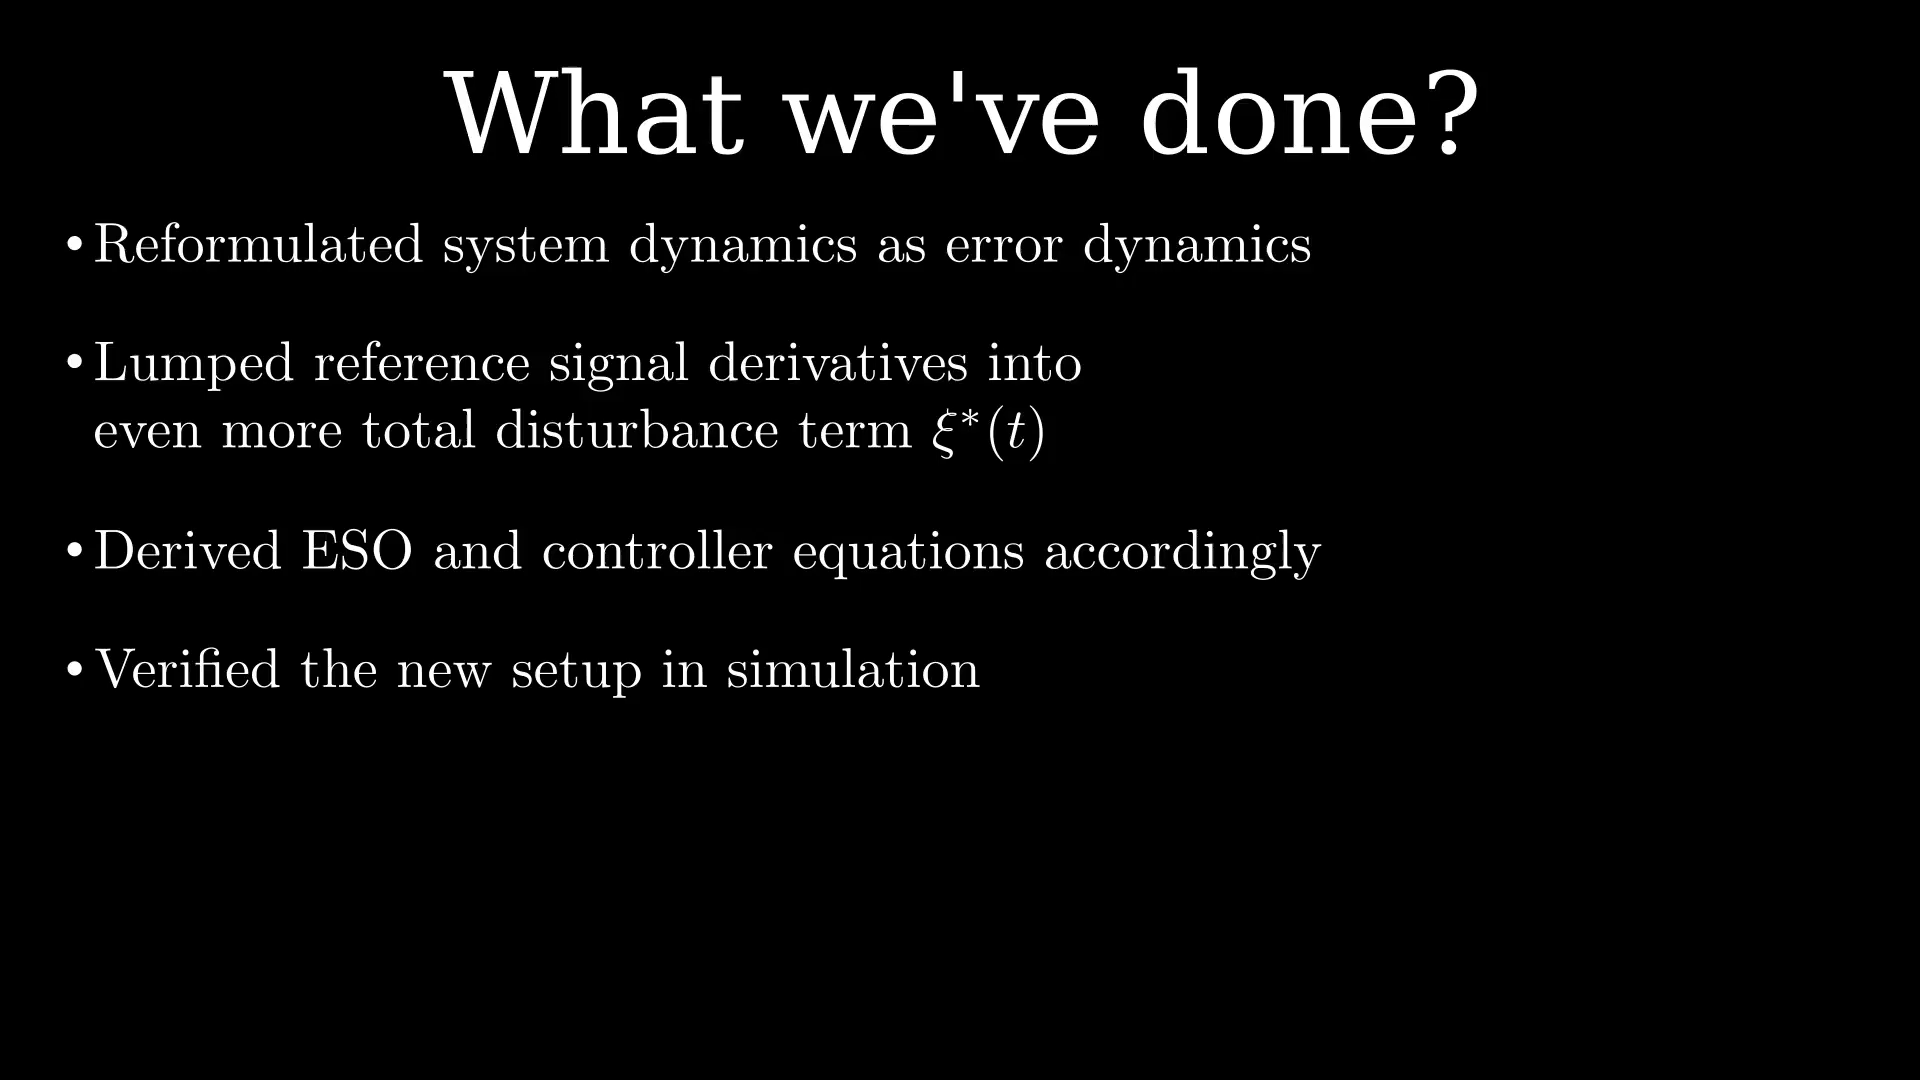 What we've done?
• Reformulated system dynamics as error dynamics
• Lumped reference signal derivatives into
even more total disturbance term ξ*(t)
• Derived ESO and controller equations accordingly
• Verified the new setup in simulation